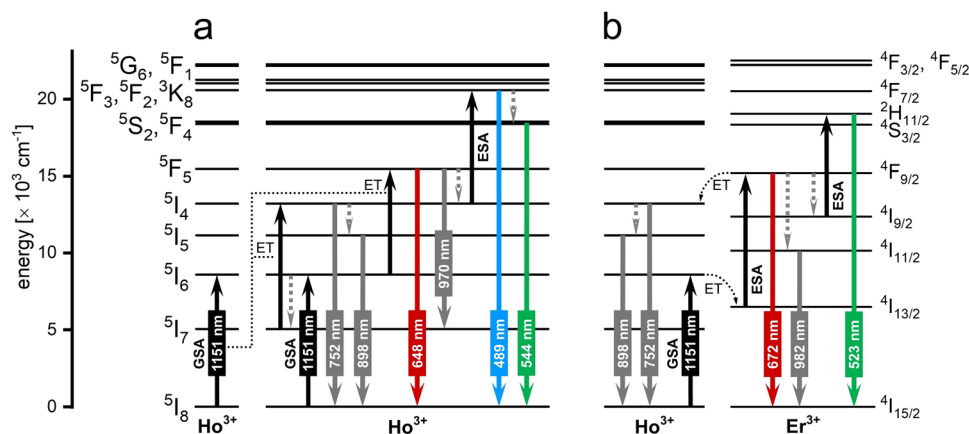 a
b
energy [× 10³ cm⁻¹]
20
15
10
5
0
⁵G₆, ⁵F₁
⁵F₃, ⁵F₂, ³K₈
⁵S₂, ⁵F₄
⁵F₅
⁵I₄
⁵I₅
⁵I₆
⁵I₇
⁵I₈
GSA
1151 nm
ET
ET
GSA
1151 nm
752 nm
898 nm
648 nm
970 nm
ESA
489 nm
544 nm
Ho³⁺
Ho³⁺
898 nm
752 nm
GSA
1151 nm
ET
ET
ESA
672 nm
982 nm
ESA
523 nm
⁴F₃/₂, ⁴F₅/₂
⁴F₇/₂
²H₁₁/₂
⁴S₃/₂
⁴F₉/₂
⁴I₉/₂
⁴I₁₁/₂
⁴I₁₃/₂
⁴I₁₅/₂
Ho³⁺
Er³⁺